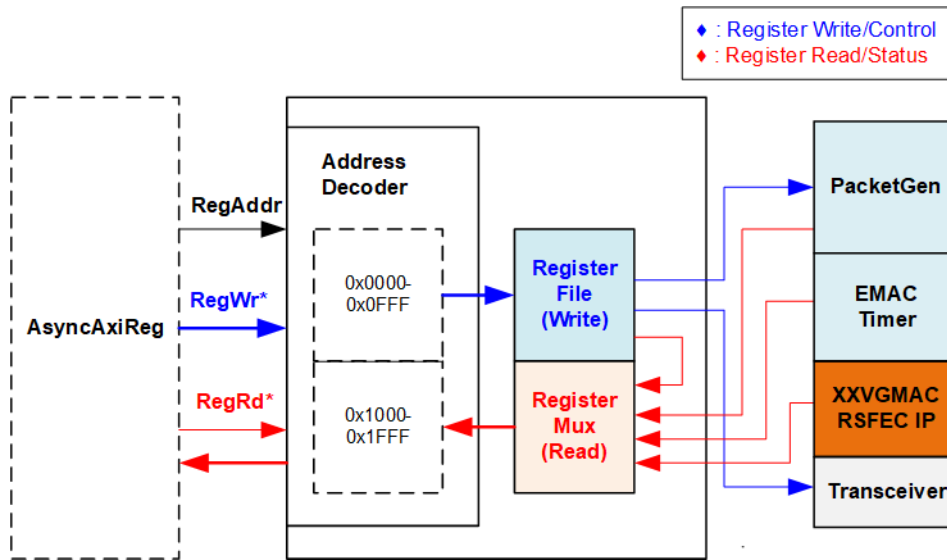 ♦ : Register Write/Control
♦ : Register Read/Status
AsyncAxiReg
RegAddr
RegWr*
RegRd*
Address
Decoder
0x0000-
0x0FFF
0x1000-
0x1FFF
Register
File
(Write)
Register
Mux
(Read)
PacketGen
EMAC
Timer
XXVGMAC
RSFEC IP
Transceiver